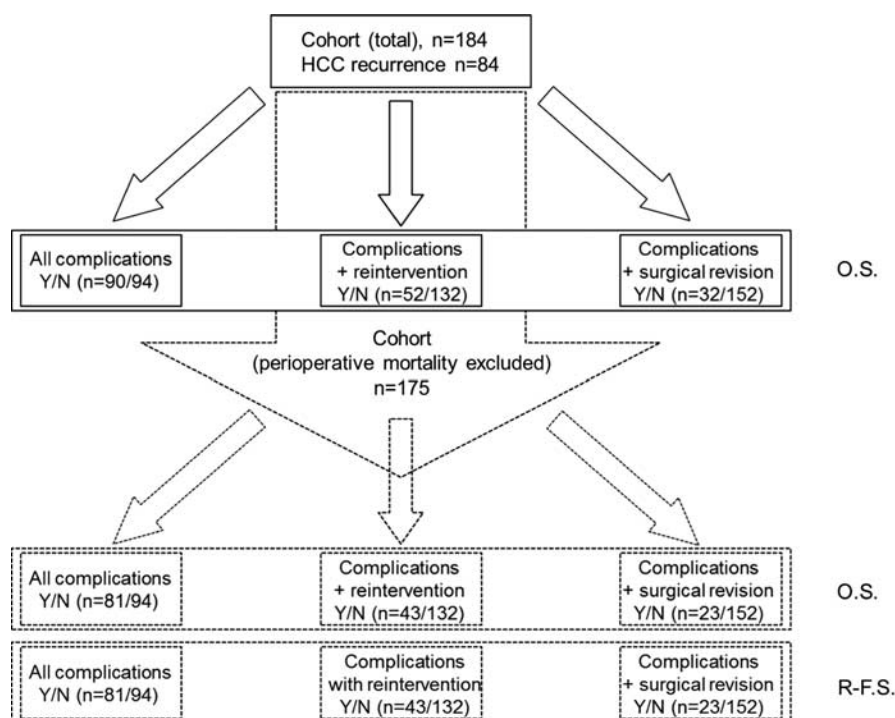 Cohort (total), n=184
HCC recurrence n=84
All complications
Y/N (n=90/94)
Complications
+ reintervention
Y/N (n=52/132)
Complications
+ surgical revision
Y/N (n=32/152)
O.S.
Cohort
(perioperative mortality excluded)
n=175
All complications
Y/N (n=81/94)
Complications
+ reintervention
Y/N (n=43/132)
Complications
+ surgical revision
Y/N (n=23/152)
O.S.
All complications
Y/N (n=81/94)
Complications
with reintervention
Y/N (n=43/132)
Complications
+ surgical revision
Y/N (n=23/152)
R-F.S.